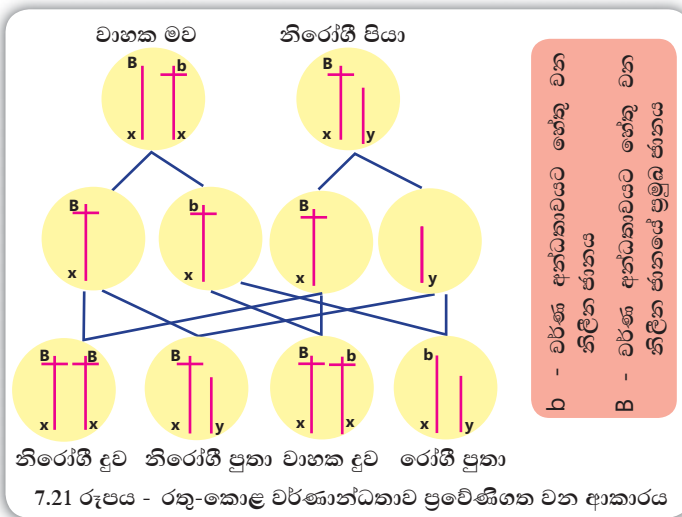 වාහක මව නිරෝගී පියා
B b B
x x x y
B b B
x x x y
B B B B b b
x x x y x x x y
නිරෝගී දුව නිරෝගී පුතා වාහක දුව රෝගී පුතා
7.21 රූපය - රතු-කොළ වර්ණාන්ධතාව ප්‍රවේණිගත වන ආකාරය
b - වර්ණ අන්ධතාවයට හේතු වන
නිලීන ජානය
B - වර්ණ අන්ධතාවයට හේතු වන
නිලීන ජානයේ ප්‍රමුඛ ජානය